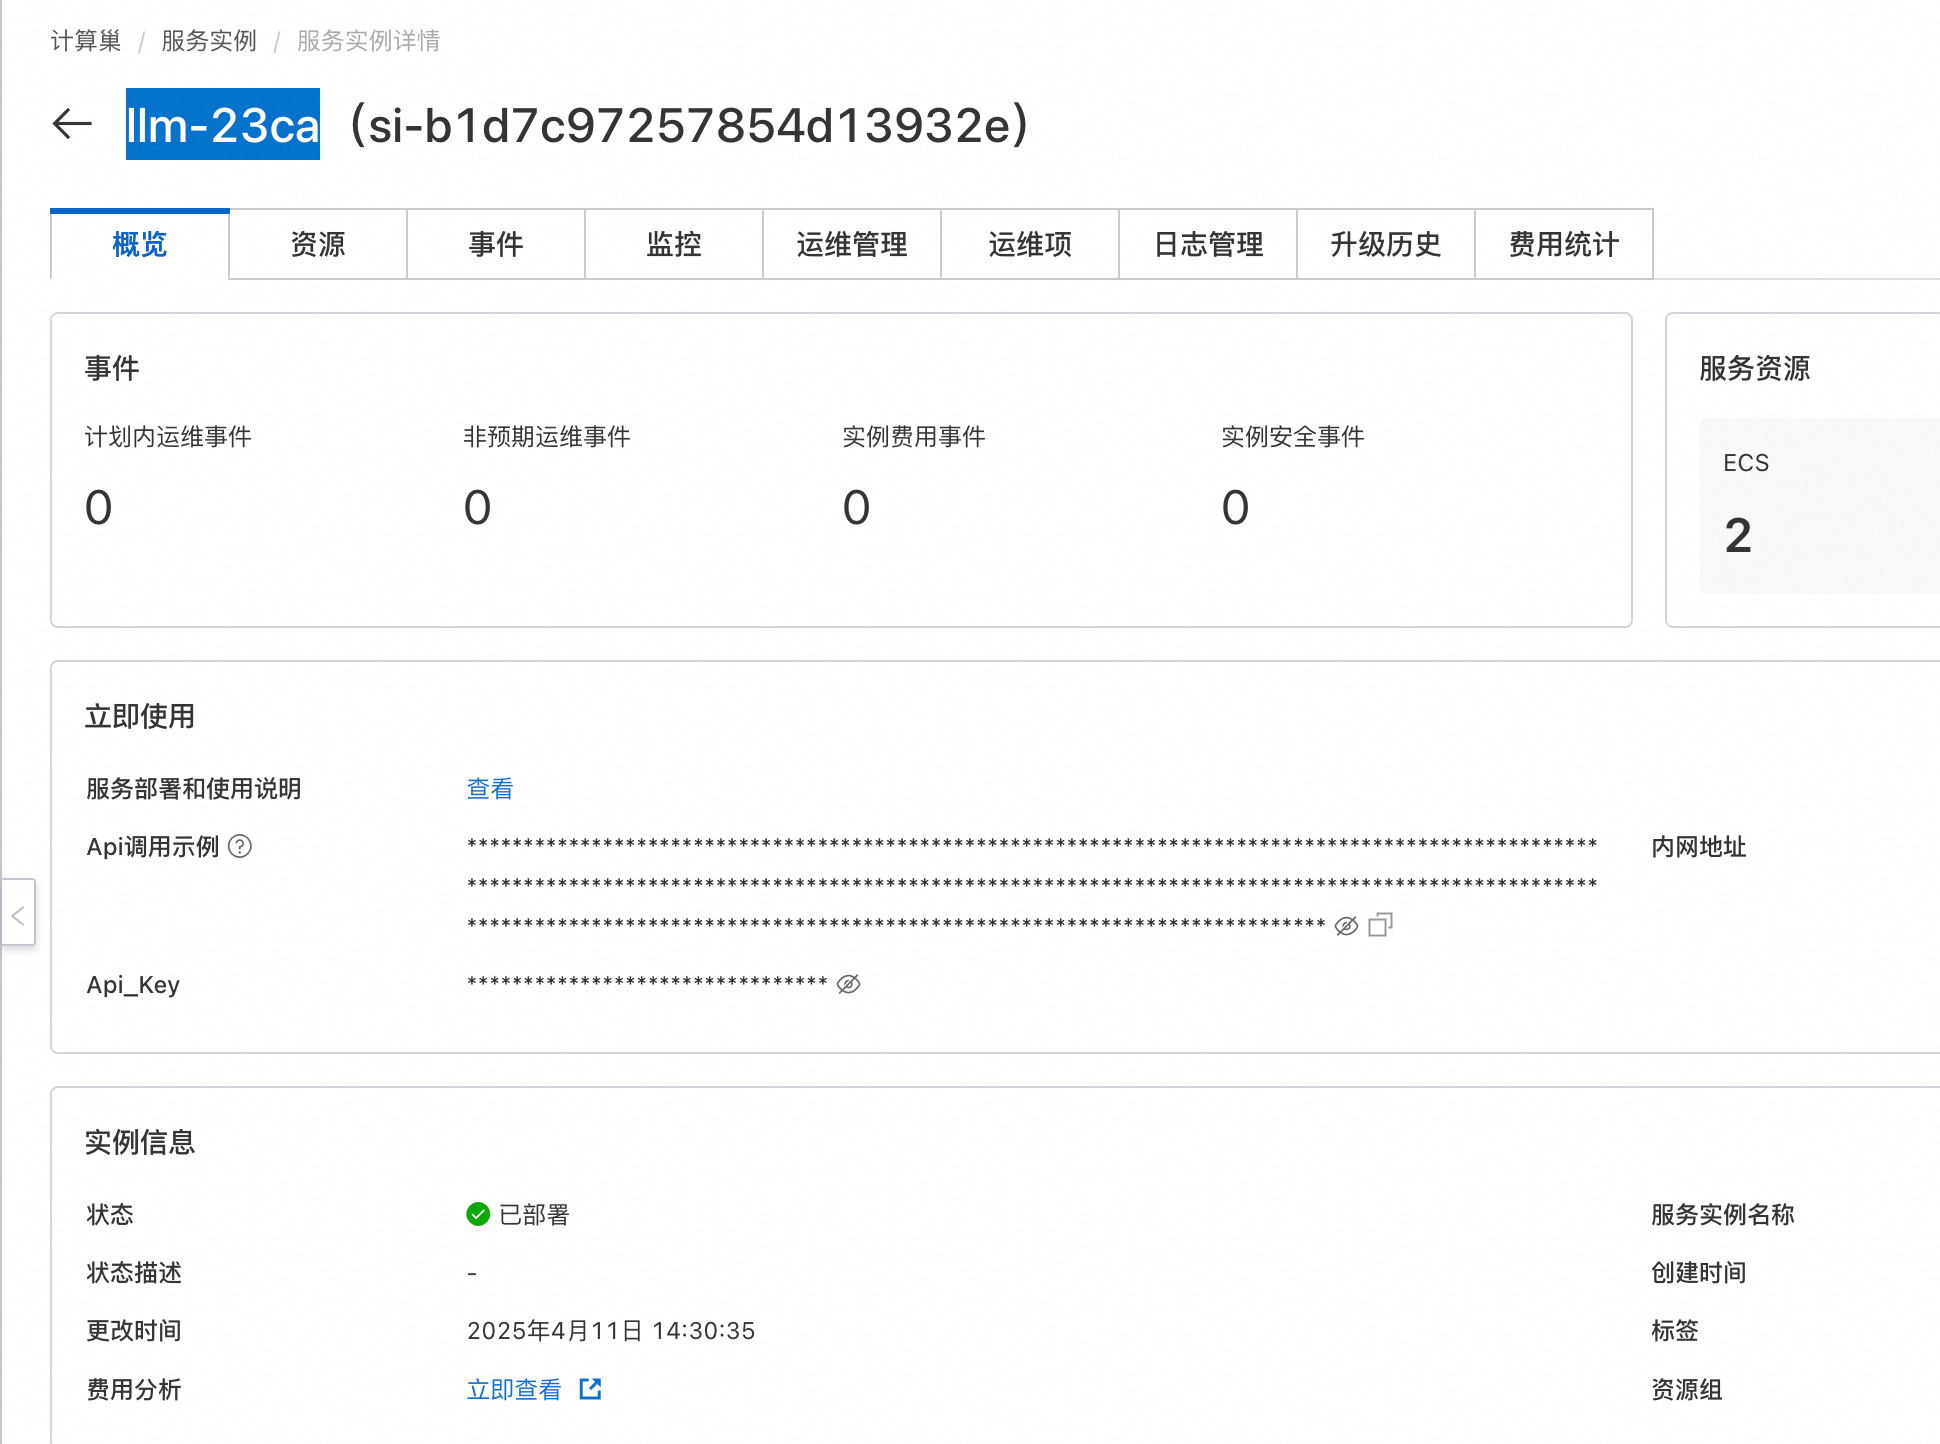 计算巢 / 服务实例 / 服务实例详情
llm-23ca (si-b1d7c97257854d13932e)
概览 资源 事件 监控 运维管理 运维项 日志管理 升级历史 费用统计
事件
计划内运维事件 非预期运维事件 实例费用事件 实例安全事件
0 0 0 0
服务资源
ECS
2
立即使用
服务部署和使用说明 查看
Api调用示例 ********************************************************************************************* 内网地址
*********************************************************************************************
***********************************************************************
Api_Key ******************************
实例信息
状态 已部署 服务实例名称
状态描述 - 创建时间
更改时间 2025年4月11日 14:30:35 标签
费用分析 立即查看 资源组